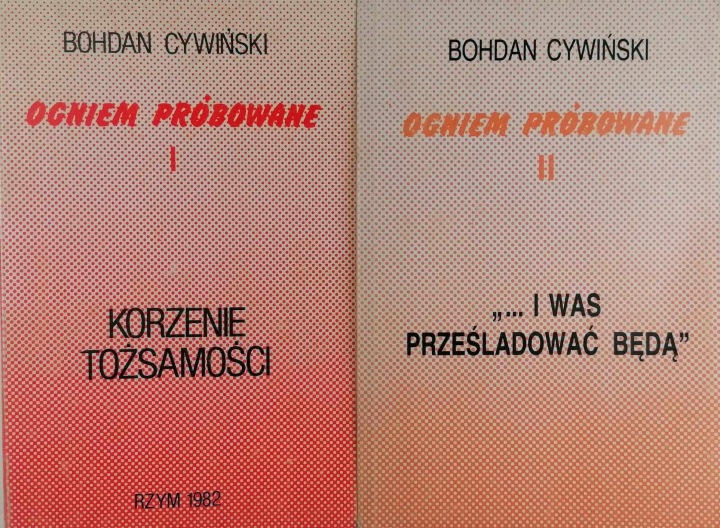 BOHDAN CYWIŃSKI
OGNIEM PRÓBOWANE
I
KORZENIE
TOŻSAMOŚCI
RZYM 1982
BOHDAN CYWIŃSKI
OGNIEM PRÓBOWANE
II
„... I WAS
PRZEŚLADOWAĆ BĘDĄ”